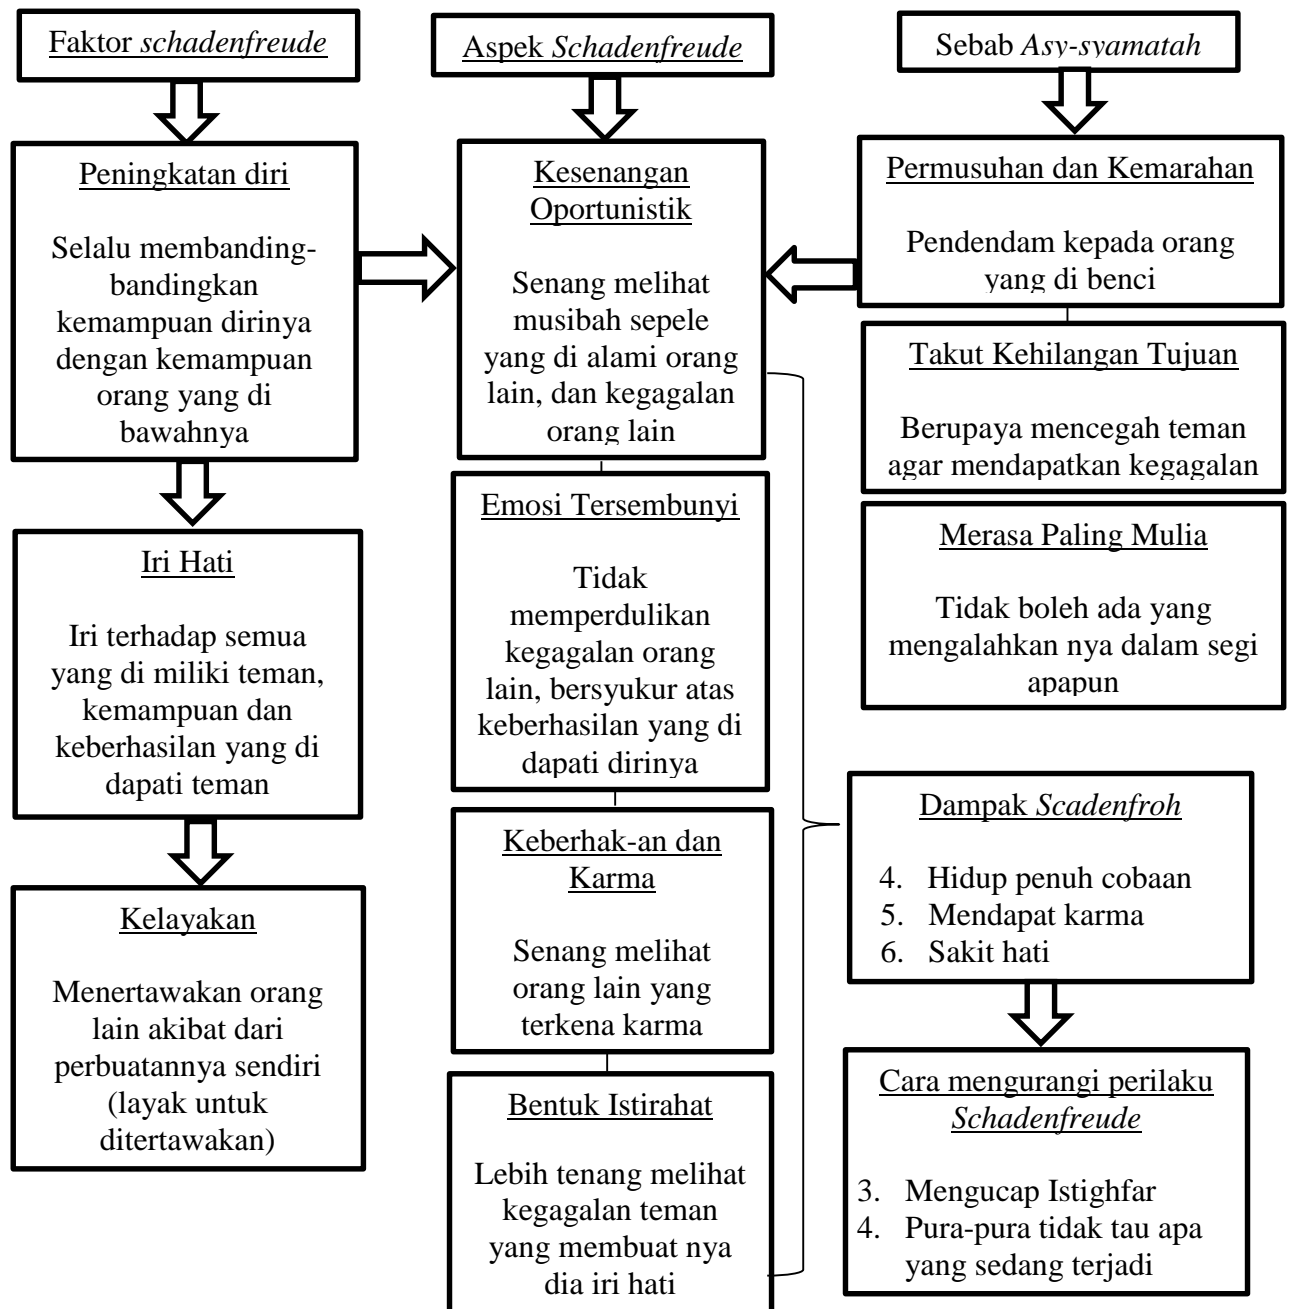 Faktor schadenfreude
Peningkatan diri
Selalu membanding-
bandingkan
kemampuan dirinya
dengan kemampuan
orang yang di
bawahnya
Iri Hati
Iri terhadap semua
yang di miliki teman,
kemampuan dan
keberhasilan yang di
dapati teman
Kelayakan
Menertawakan orang
lain akibat dari
perbuatannya sendiri
(layak untuk
ditertawakan)
Aspek Schadenfreude
Kesenangan
Oportunistik
Senang melihat
musibah sepele
yang di alami orang
lain, dan kegagalan
orang lain
Emosi Tersembunyi
Tidak
memperdulikan
kegagalan orang
lain, bersyukur atas
keberhasilan yang di
dapati dirinya
Keberhak-an dan
Karma
Senang melihat
orang lain yang
terkena karma
Bentuk Istirahat
Lebih tenang melihat
kegagalan teman
yang membuat nya
dia iri hati
Sebab Asy-syamatah
Permusuhan dan Kemarahan
Pendendam kepada orang
yang di benci
Takut Kehilangan Tujuan
Berupaya mencegah teman
agar mendapatkan kegagalan
Merasa Paling Mulia
Tidak boleh ada yang
mengalahkan nya dalam segi
apapun
Dampak Scadenfroh
4. Hidup penuh cobaan
5. Mendapat karma
6. Sakit hati
Cara mengurangi perilaku
Schadenfreude
3. Mengucap Istighfar
4. Pura-pura tidak tau apa
yang sedang terjadi